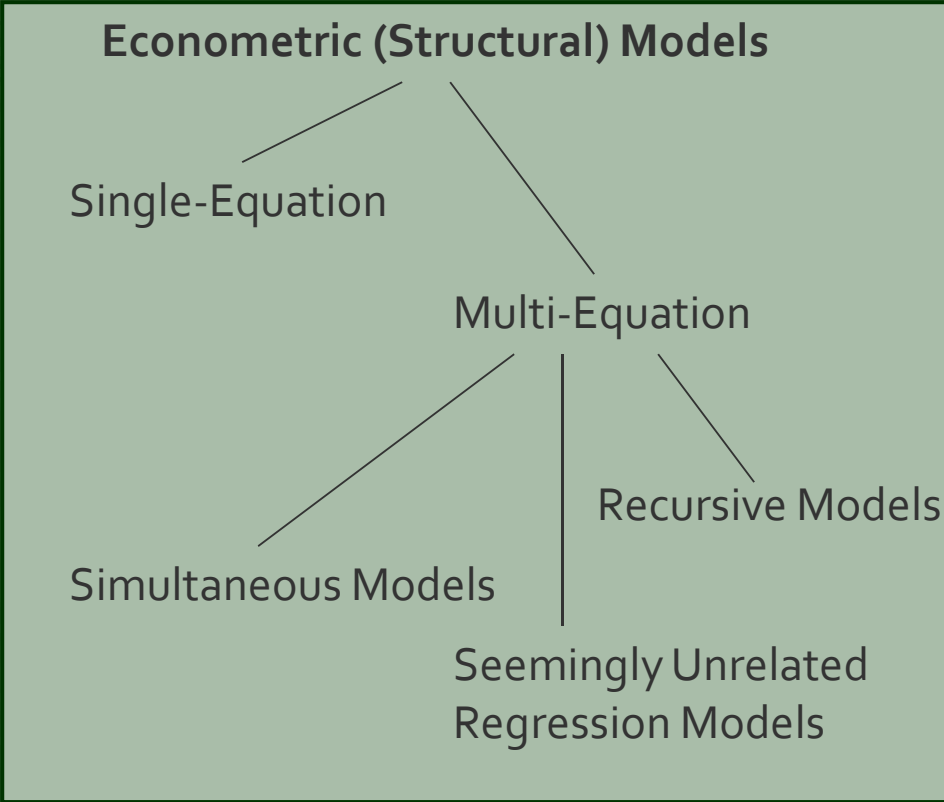 Econometric (Structural) Models
Single-Equation
Multi-Equation
Recursive Models
Simultaneous Models
Seemingly Unrelated
Regression Models